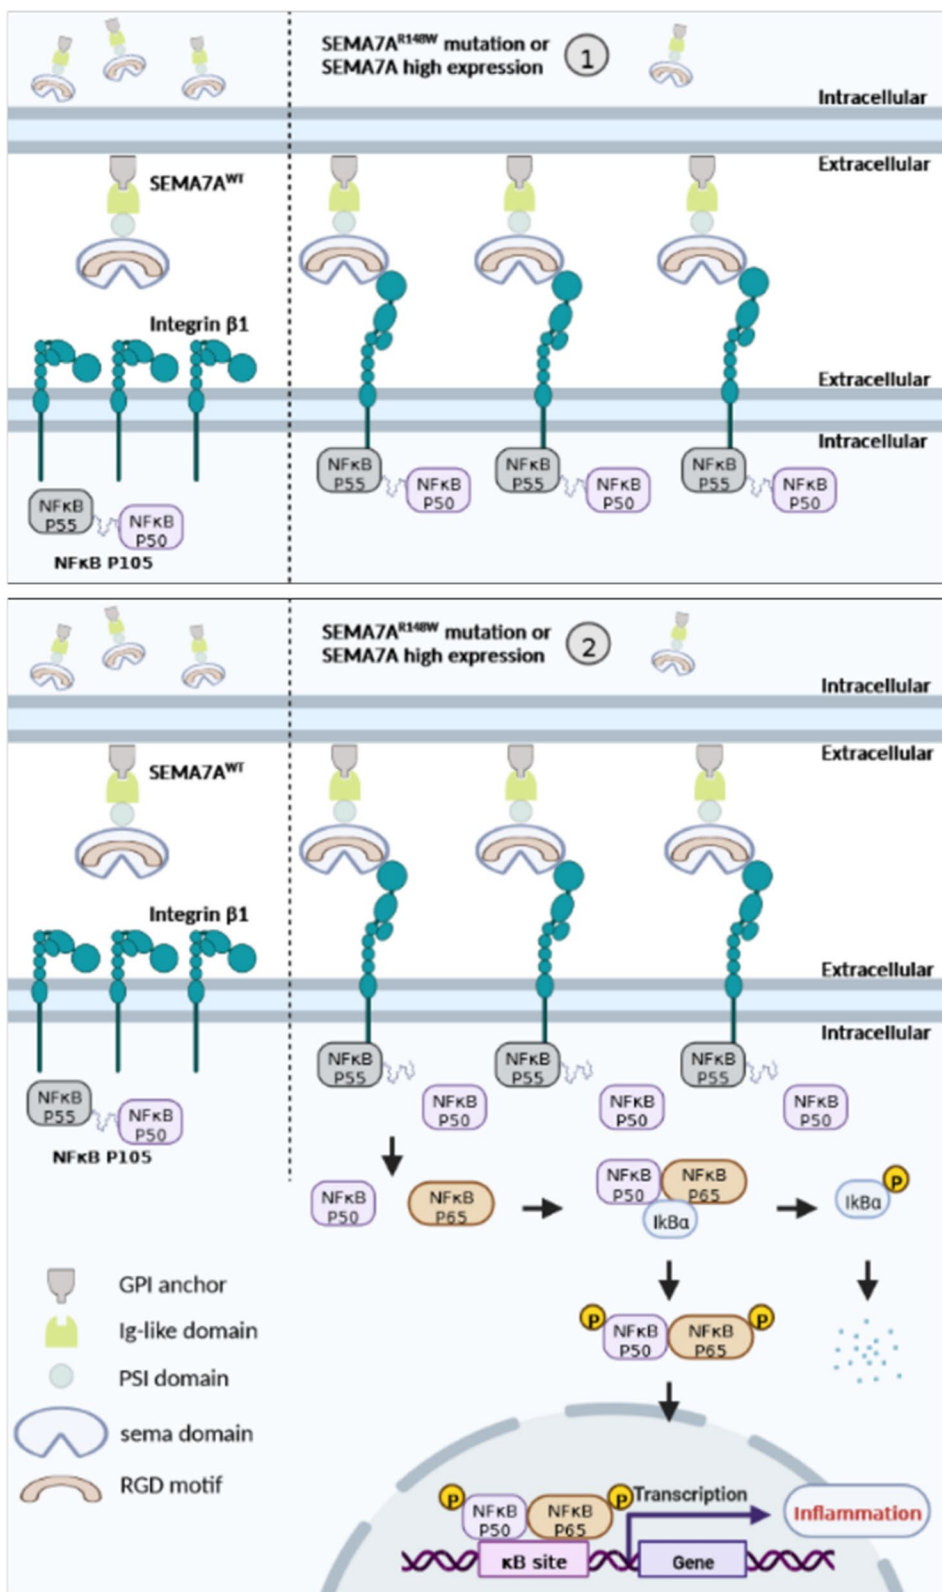 SEMA7AR148W mutation or
SEMA7A high expression
1
Intracellular
Extracellular
SEMA7AWT
Integrin β1
Extracellular
Intracellular
NFκB
P55
NFκB
P50
NFκB
P55
NFκB
P50
NFκB
P55
NFκB
P50
NFκB
P55
NFκB
P50
NFκB P105
SEMA7AR148W mutation or
SEMA7A high expression
2
Intracellular
Extracellular
SEMA7AWT
Integrin β1
Extracellular
Intracellular
NFκB
P55
NFκB
P50
NFκB
P55
NFκB
P50
NFκB
P55
NFκB
P50
NFκB
P55
NFκB
P50
NFκB P105
NFκB
P50
NFκB
P65
NFκB
P50
NFκB
P65
IkBα
IkBα
P
GPI anchor
Ig-like domain
PSI domain
sema domain
RGD motif
P
NFκB
P50
NFκB
P65
P
P
NFκB
P50
NFκB
P65
P
Transcription
Inflammation
κB site
Gene